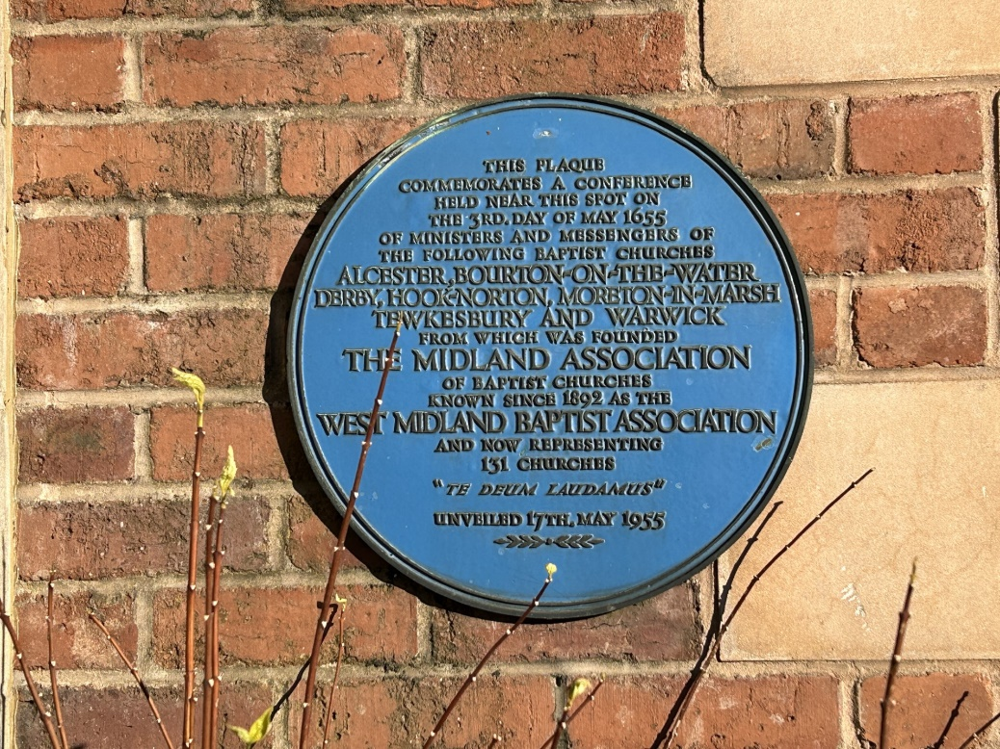 THIS PLAQUE
COMMEMORATES A CONFERENCE
HELD NEAR THIS SPOT ON
THE 3RD. DAY OF MAY 1655
OF MINISTERS AND MESSENGERS OF
THE FOLLOWING BAPTIST CHURCHES
ALCESTER, BOURTON-ON-THE-WATER
DERBY, HOOK-NORTON, MORETON-IN-MARSH
TEWKESBURY AND WARWICK
FROM WHICH WAS FOUNDED
THE MIDLAND ASSOCIATION
OF BAPTIST CHURCHES
KNOWN SINCE 1892 AS THE
WEST MIDLAND BAPTIST ASSOCIATION
AND NOW REPRESENTING
131 CHURCHES
"TE DEUM LAUDAMUS"
UNVEILED 17TH. MAY 1955